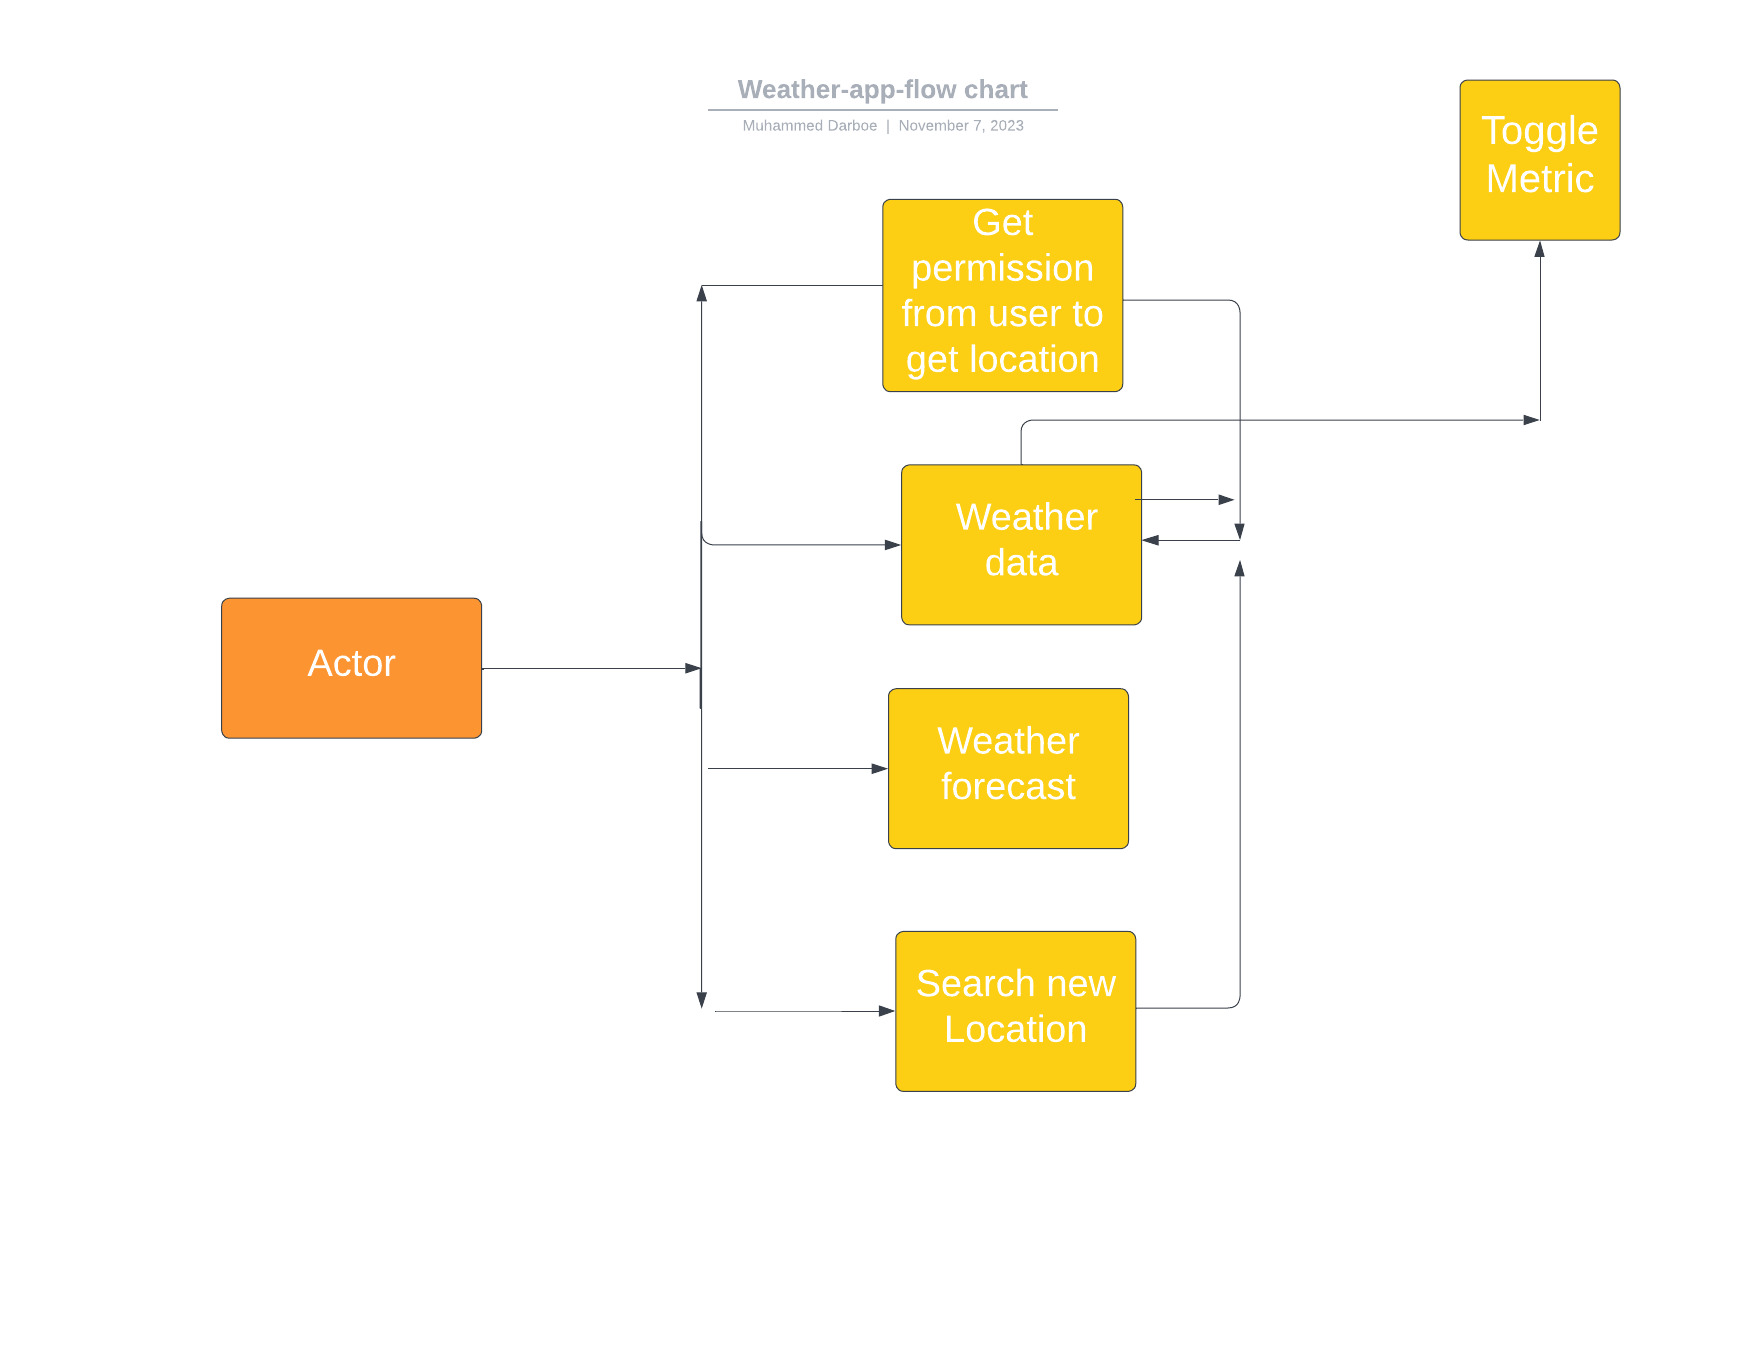 Weather-app-flow chart
Muhammed Darboe | November 7, 2023
Toggle
Metric
Get
permission
from user to
get location
Weather
data
Actor
Weather
forecast
Search new
Location